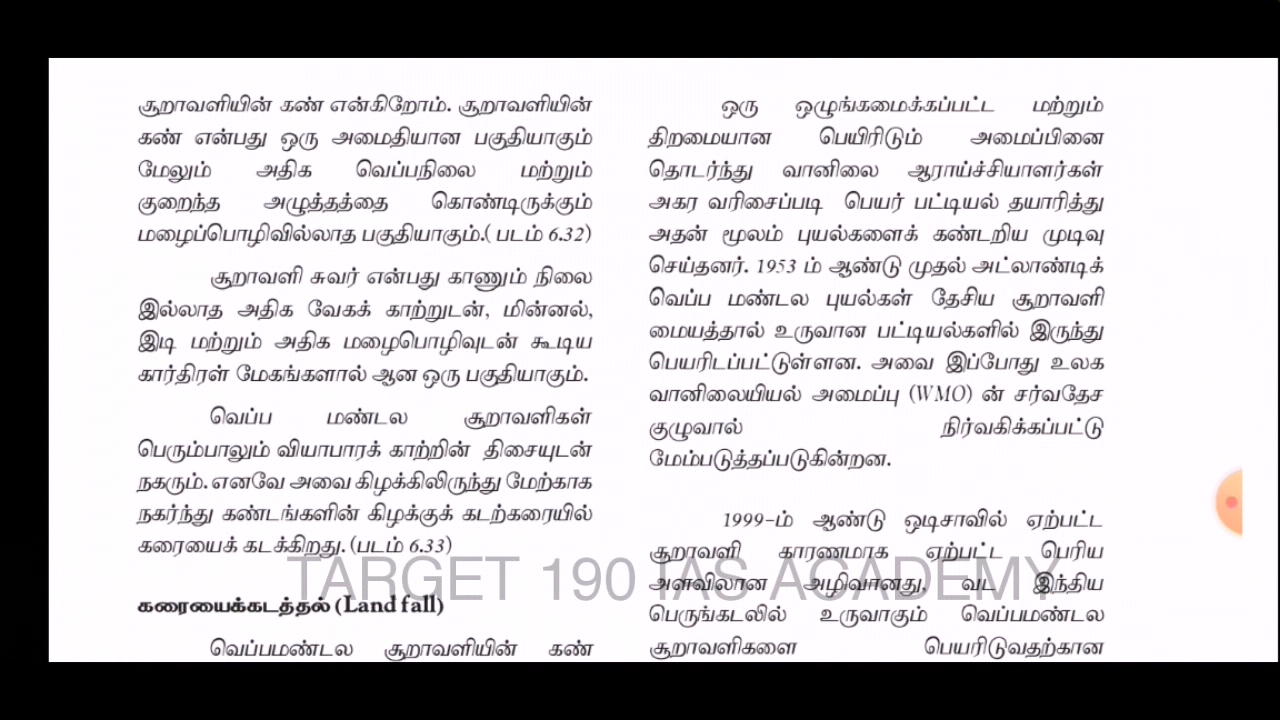 சூறாவளியின் கண் என்கிறோம். சூறாவளியின்
கண் என்பது ஒரு அமைதியான பகுதியாகும்
மேலும் அதிக வெப்பநிலை மற்றும்
குறைந்த அழுத்தத்தை கொண்டிருக்கும்
மழைப்பொழிவில்லாத பகுதியாகும்.( படம் 6.32)
சூறாவளி சுவர் என்பது காணும் நிலை
இல்லாத அதிக வேகக் காற்றுடன், மின்னல்,
இடி மற்றும் அதிக மழைபொழிவுடன் கூடிய
கார்திரள் மேகங்களால் ஆன ஒரு பகுதியாகும்.
வெப்ப மண்டல சூறாவளிகள்
பெரும்பாலும் வியாபாரக் காற்றின் திசையுடன்
நகரும். எனவே அவை கிழக்கிலிருந்து மேற்காக
நகர்ந்து கண்டங்களின் கிழக்குக் கடற்கரையில்
கரையைக் கடக்கிறது. (படம் 6.33)
கரையைக்கடத்தல் (Land fall)
வெப்பமண்டல சூறாவளியின் கண்
ஒரு ஒழுங்கமைக்கப்பட்ட மற்றும்
திறமையான பெயிரிடும் அமைப்பினை
தொடர்ந்து வானிலை ஆராய்ச்சியாளர்கள்
அகர வரிசைப்படி பெயர் பட்டியல் தயாரித்து
அதன் மூலம் புயல்களைக் கண்டறிய முடிவு
செய்தனர். 1953 ம் ஆண்டு முதல் அட்லாண்டிக்
வெப்ப மண்டல புயல்கள் தேசிய சூறாவளி
மையத்தால் உருவான பட்டியல்களில் இருந்து
பெயரிடப்பட்டுள்ளன. அவை இப்போது உலக
வானிலையியல் அமைப்பு (WMO) ன் சர்வதேச
குழுவால் நிர்வகிக்கப்பட்டு
மேம்படுத்தப்படுகின்றன.
1999-ம் ஆண்டு ஒடிசாவில் ஏற்பட்ட
சூறாவளி காரணமாக ஏற்பட்ட பெரிய
அளவிலான அழிவானது, வட இந்திய
பெருங்கடலில் உருவாகும் வெப்பமண்டல
சூறாவளிகளை பெயரிடுவதற்கான
TARGET 190 IAS ACADEMY